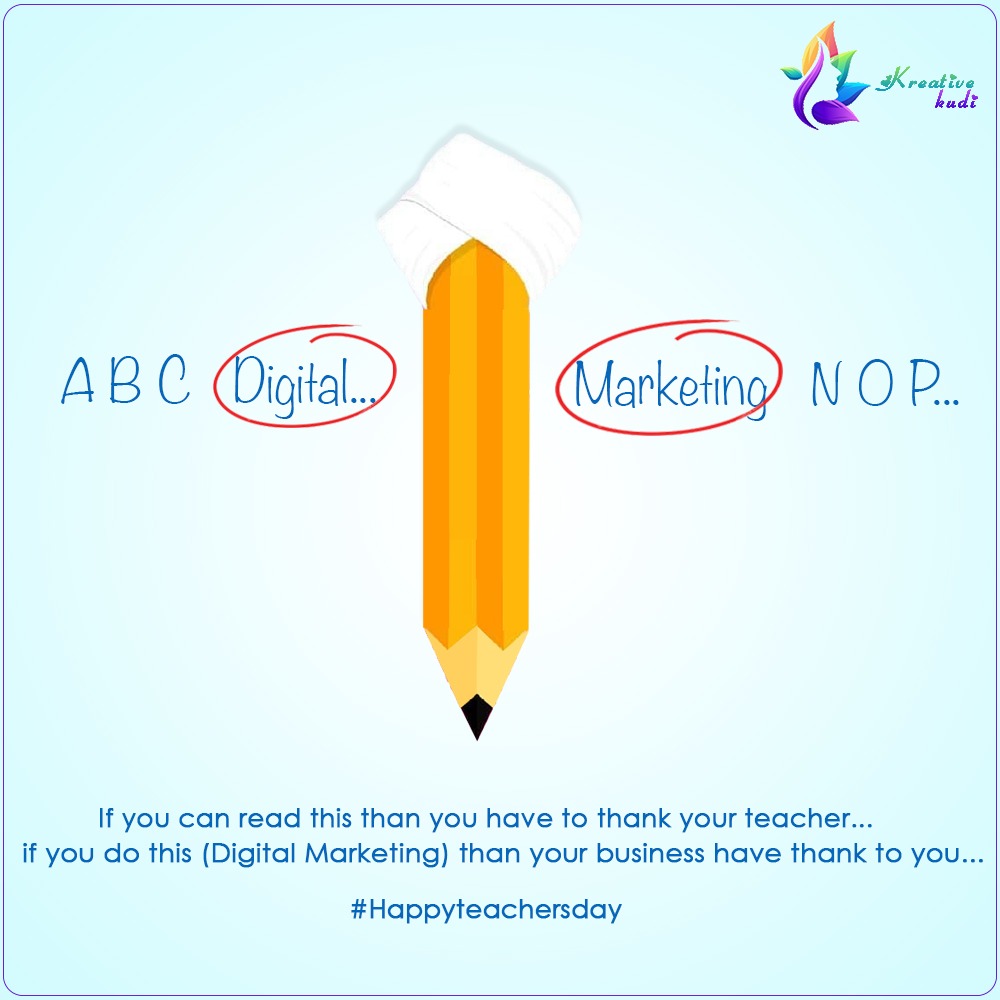 Kreative
kudi
A B C Digital... Marketing N O P...
If you can read this than you have to thank your teacher...
if you do this (Digital Marketing) than your business have thank to you...
#Happyteachersday